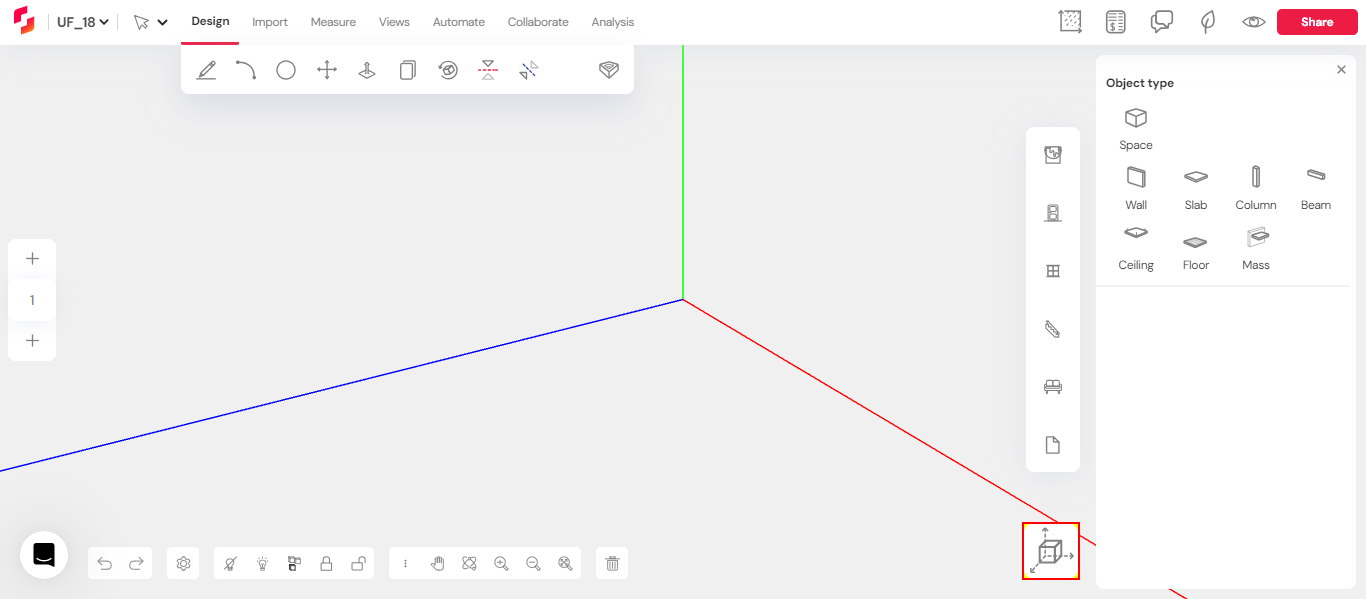 UF_18
Design
Import
Measure
Views
Automate
Collaborate
Analysis
Share
Object type
Space
Wall
Slab
Column
Beam
Ceiling
Floor
Mass
1